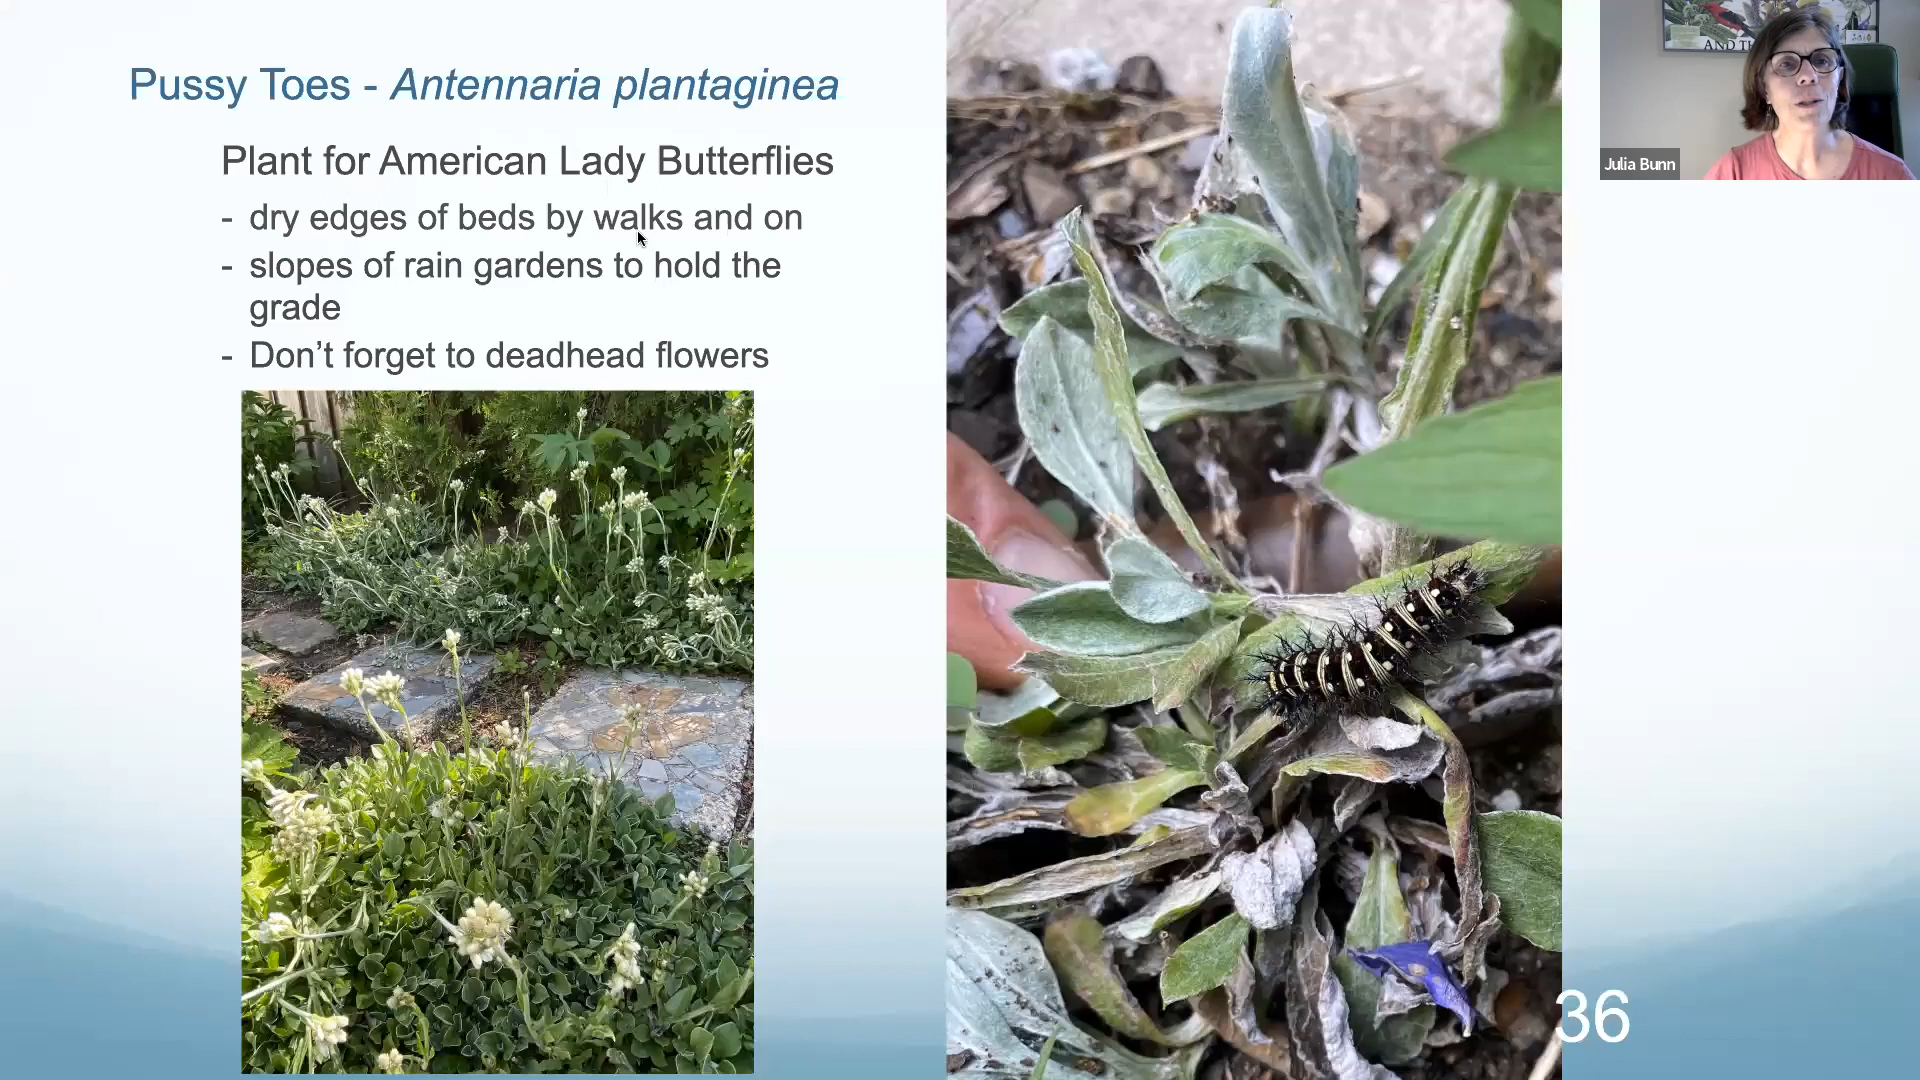 Pussy Toes - Antennaria plantaginea
Plant for American Lady Butterflies
- dry edges of beds by walks and on
- slopes of rain gardens to hold the
grade
- Don’t forget to deadhead flowers
AND
Julia Bunn
36